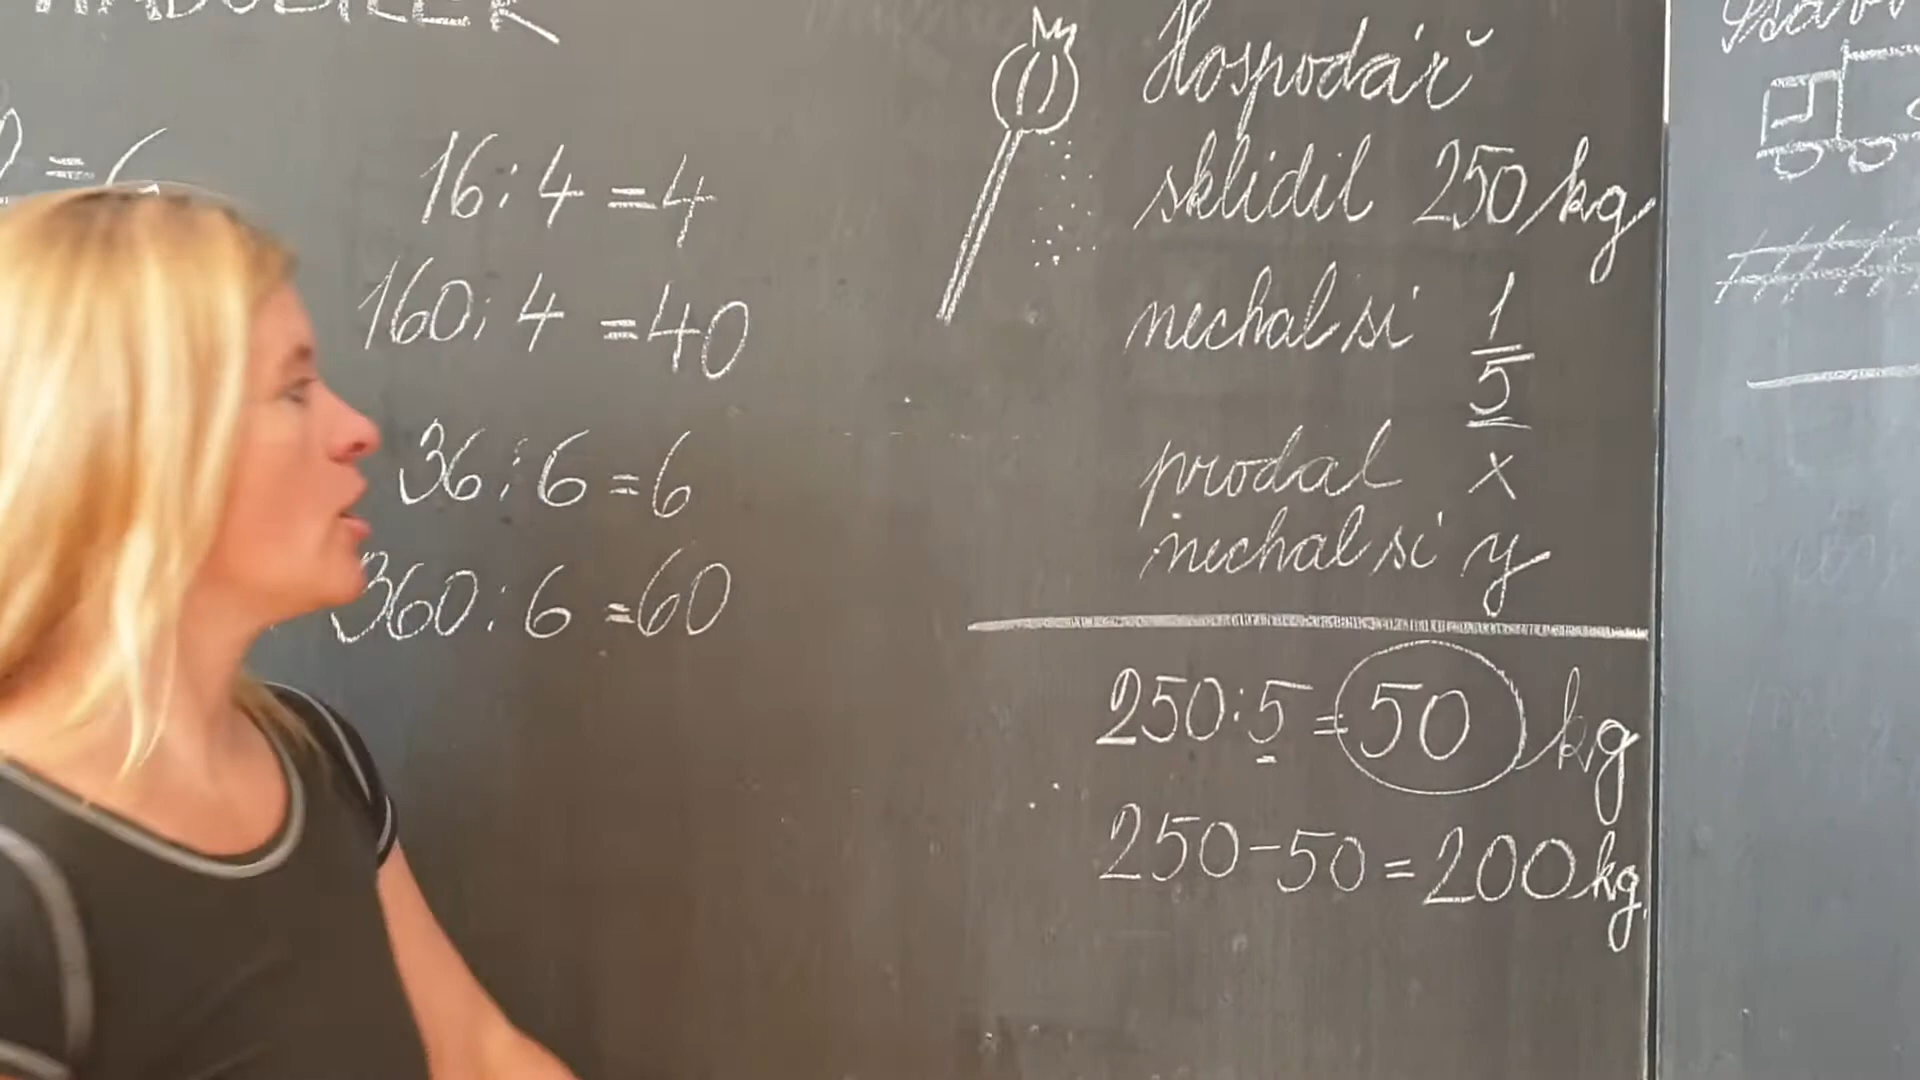 = 6
16 : 4 = 4
160 : 4 = 40
36 : 6 = 6
360 : 6 = 60
Hospodář
sklidil 250 kg
nechal si 1/5
prodal x
nechal si y
250 : 5 = 50 kg
250 - 50 = 200 kg